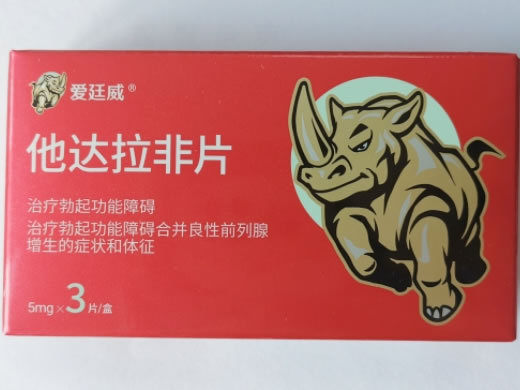 爱廷威®
他达拉非片
治疗勃起功能障碍
治疗勃起功能障碍合并良性前列腺
增生的症状和体征
5mg×3片/盒